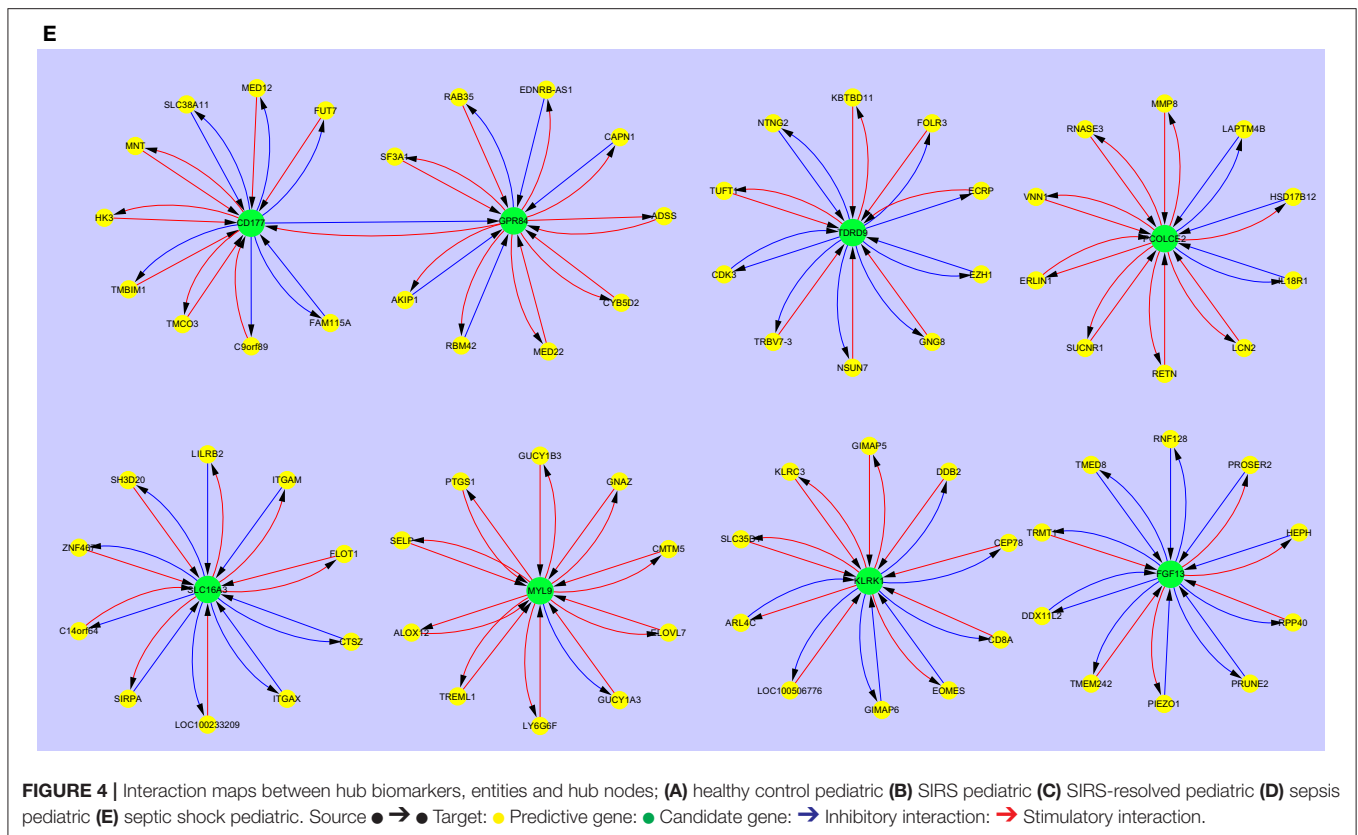 E
MED12
SLC38A11
FUT7
MNT
HK3
CD177
TMBIM1
TMCO3
C9orf89
FAM115A
EDNRB-AS1
RAB35
CAPN1
SF3A1
ADSS
GPR84
AKIP1
CYB5D2
RBM42
MED22
KBTBD11
NTNG2
FOLR3
TUFT1
ECRP
TDRD9
CDK3
EZH1
TRBV7-3
GNG8
NSUN7
MMP8
RNASE3
LAPTM4B
VNN1
HSD17B12
PCOLCE2
ERLIN1
IL18R1
SUCNR1
LCN2
RETN
LILRB2
SH3D20
ITGAM
ZNF467
FLOT1
SLC16A3
C14orf64
CTSZ
SIRPA
ITGAX
LOC100233209
GUCY1B3
PTGS1
GNAZ
SELP
CMTM5
MYL9
ALOX12
ELOVL7
TREML1
GUCY1A3
LY6G6F
GIMAP5
KLRC3
DDB2
CEP78
KLRK1
ARL4C
CD8A
LOC100506776
EOMES
GIMAP6
RNF128
TMED8
PROSER2
HEPH
FGF13
DDX11L2
RPP40
TMEM242
PRUNE2
PIEZO1
FIGURE 4 | Interaction maps between hub biomarkers, entities and hub nodes; (A) healthy control pediatric (B) SIRS pediatric (C) SIRS-resolved pediatric (D) sepsis
pediatric (E) septic shock pediatric. Source ● ➔ ● Target: ● Predictive gene: ● Candidate gene: ➔ Inhibitory interaction: ➔ Stimulatory interaction.